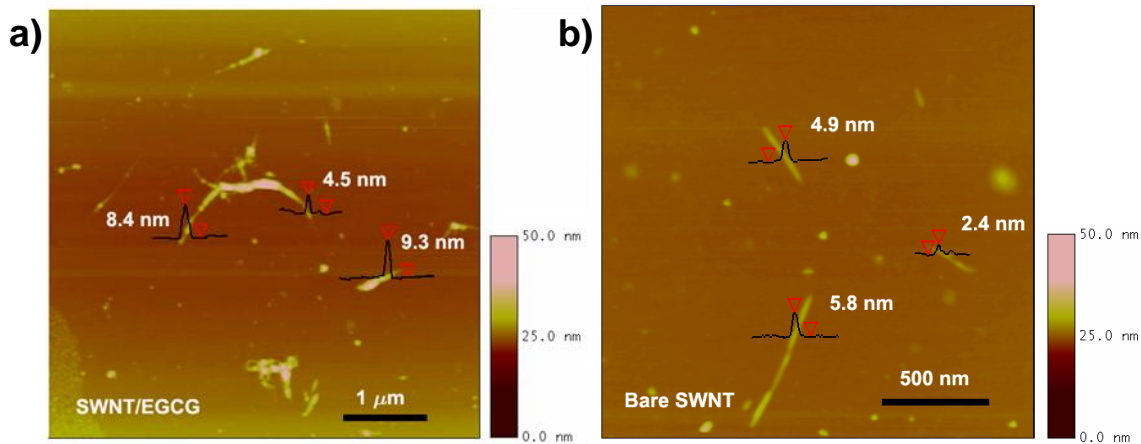 a)
4.5 nm
8.4 nm
9.3 nm
50.0 nm
25.0 nm
0.0 nm
SWNT/EGCG
1 μm
b)
4.9 nm
2.4 nm
5.8 nm
50.0 nm
25.0 nm
0.0 nm
Bare SWNT
500 nm